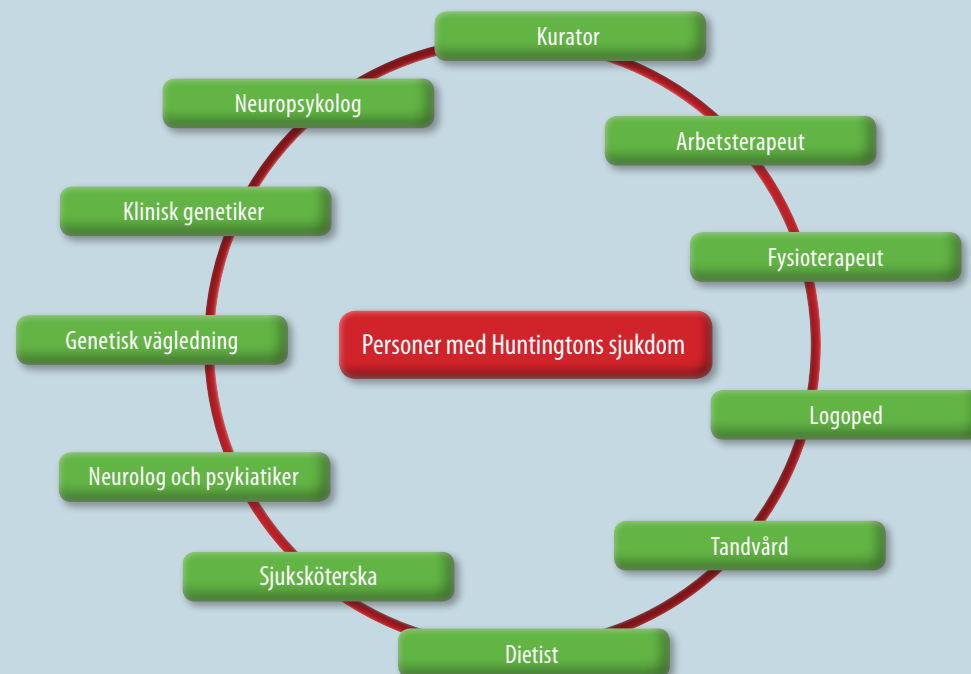 Kurator
Neuropsykolog
Arbetsterapeut
Klinisk genetiker
Fysioterapeut
Genetisk vägledning
Personer med Huntingtons sjukdom
Logoped
Neurolog och psykiatiker
Tandvård
Sjuksköterska
Dietist